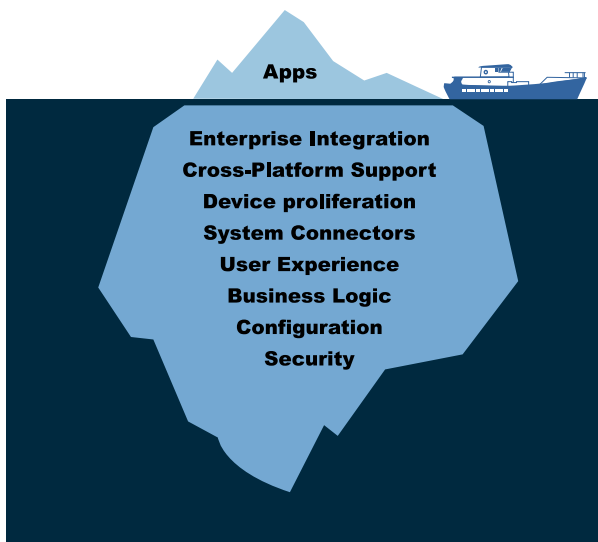 Apps
Enterprise Integration
Cross-Platform Support
Device proliferation
System Connectors
User Experience
Business Logic
Configuration
Security